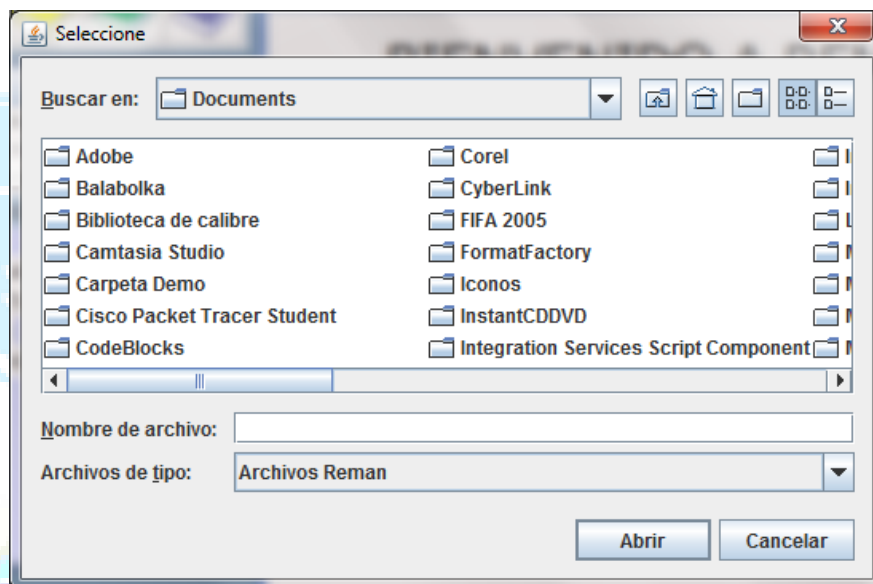 Seleccione
BIENVENIDO A REM
Buscar en: Documents
Adobe
Balabolka
Biblioteca de calibre
Camtasia Studio
Carpeta Demo
Cisco Packet Tracer Student
CodeBlocks
Corel
CyberLink
FIFA 2005
FormatFactory
Iconos
InstantCDDVD
Integration Services Script Component
Nombre de archivo:
Archivos de tipo: Archivos Reman
Abrir Cancelar